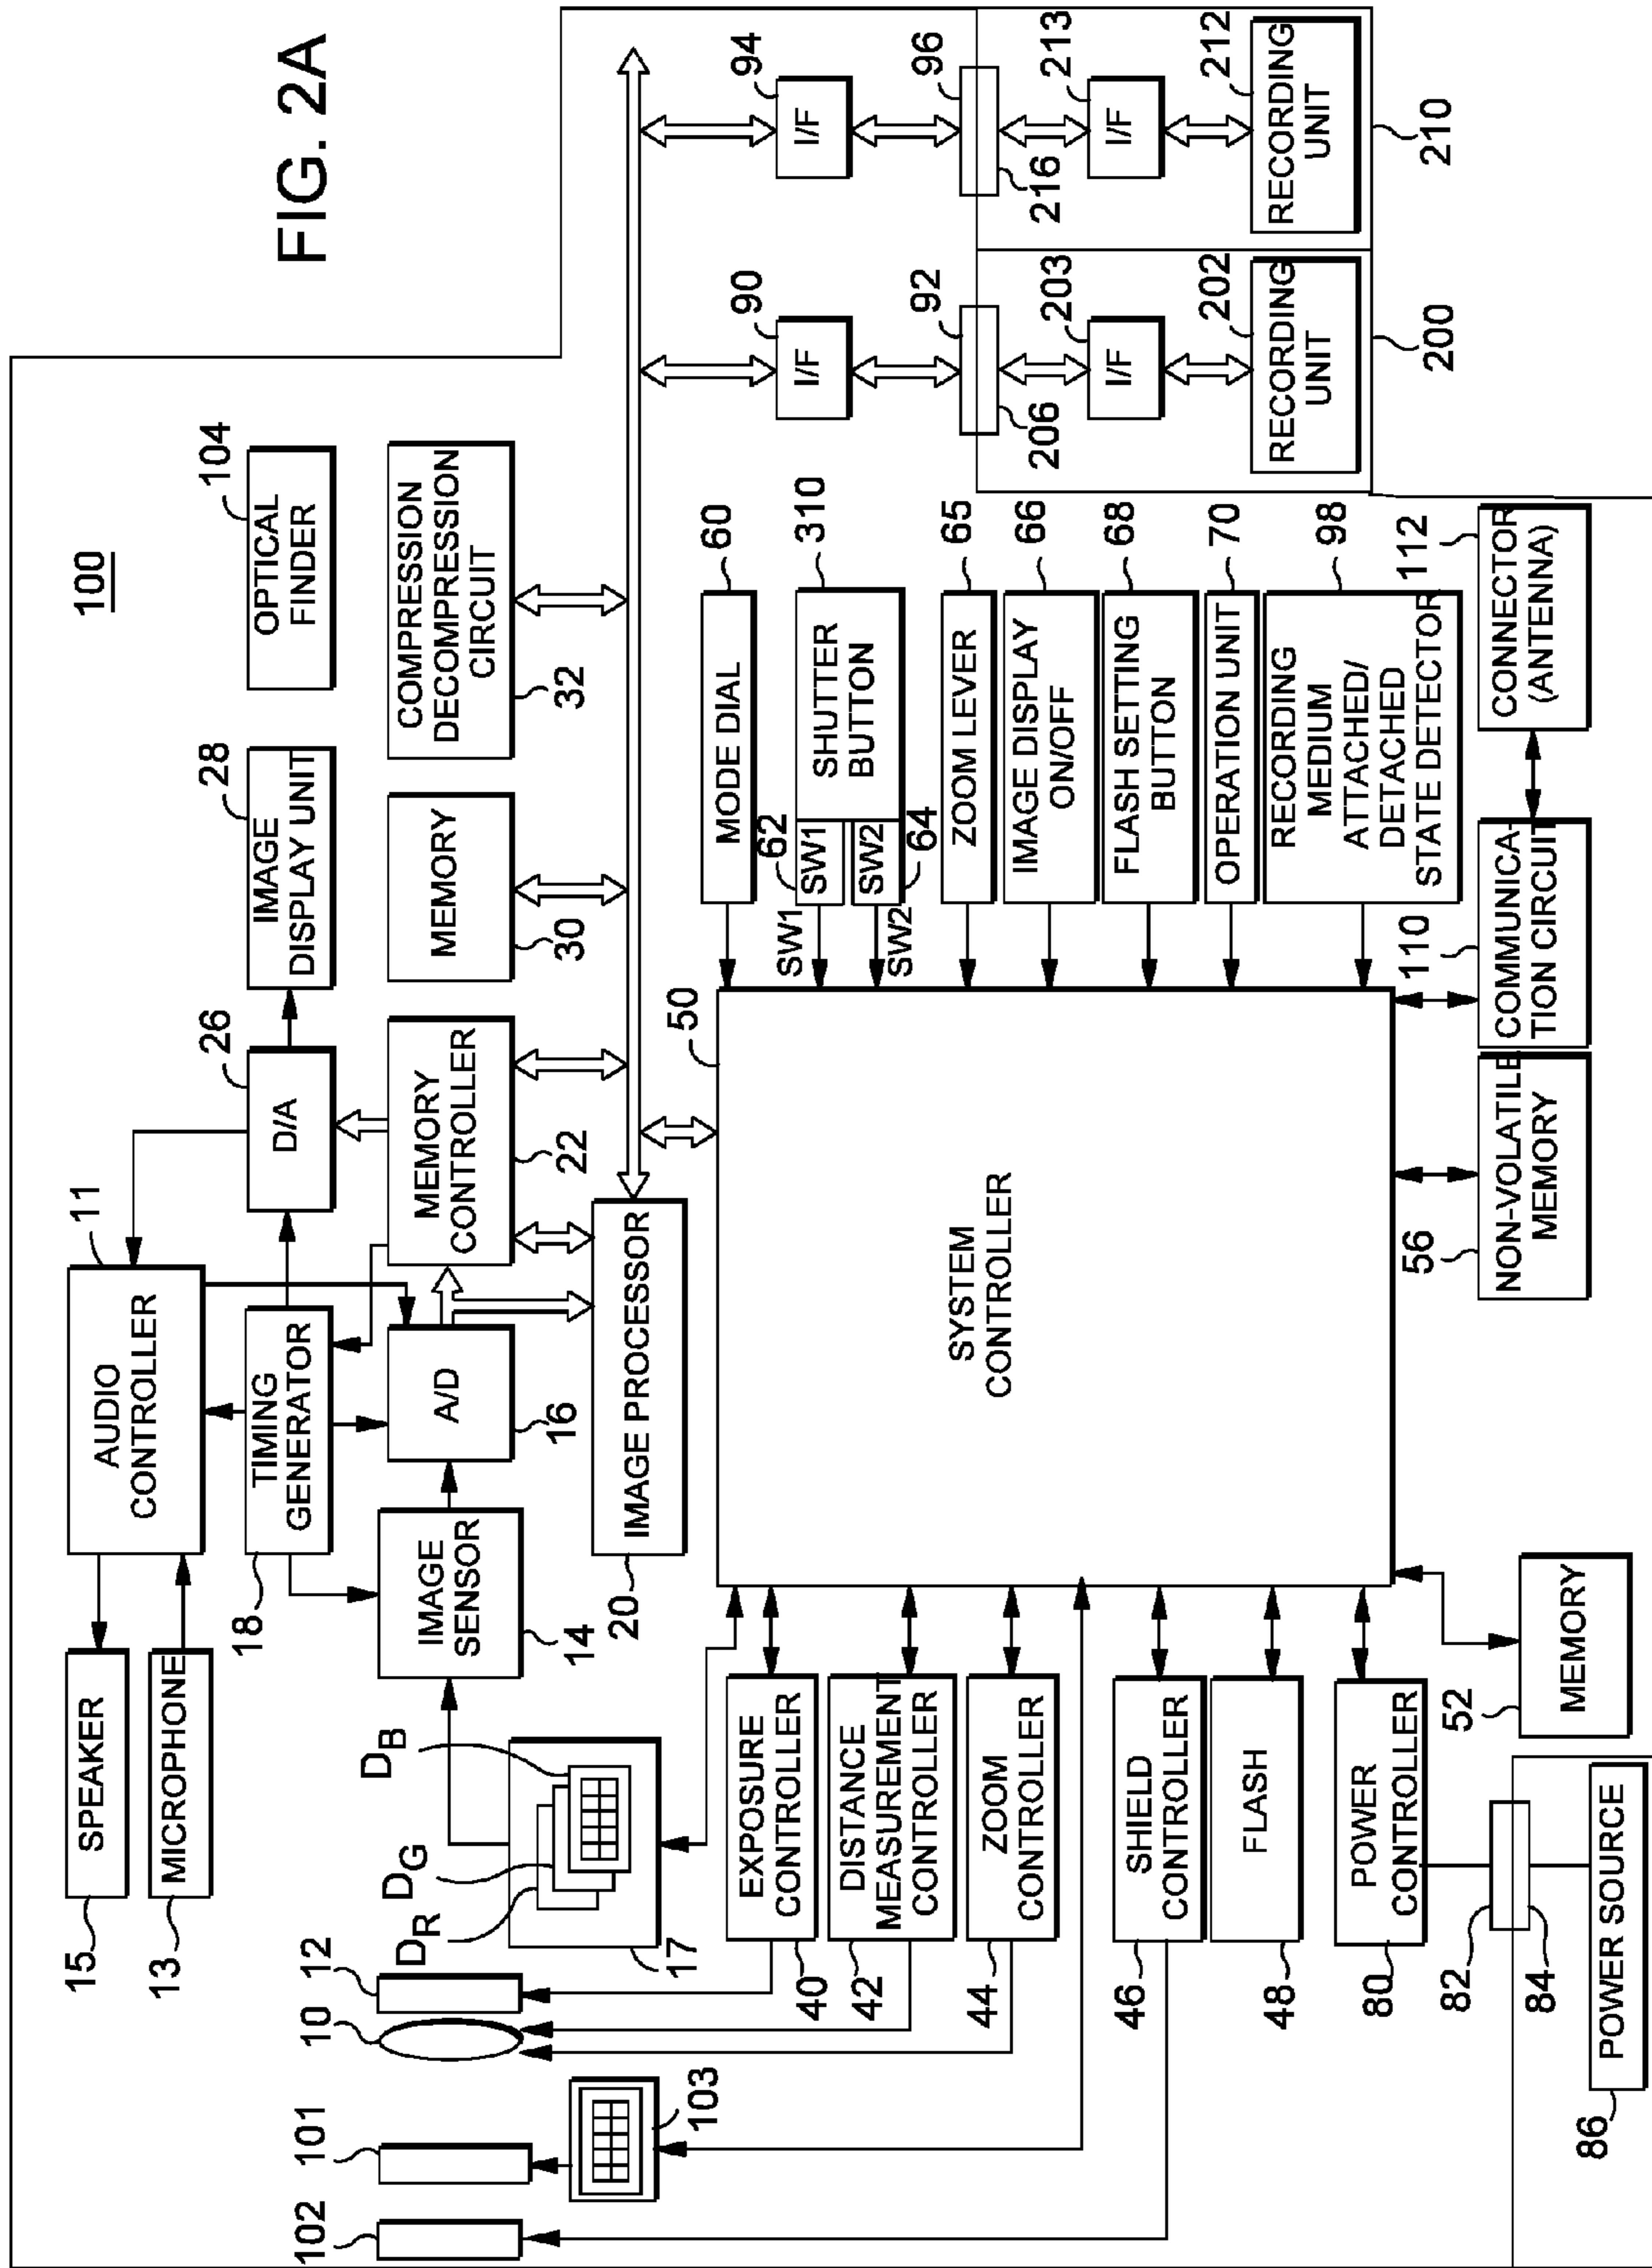 FIG. 2A
100
SPEAKER
15
MICROPHONE
13
AUDIO
CONTROLLER
11
TIMING
GENERATOR
18
D/A
26
IMAGE
DISPLAY UNIT
28
OPTICAL
FINDER
104
102
101
103
10
12
17
DR
DG
DB
IMAGE
SENSOR
14
A/D
16
MEMORY
CONTROLLER
22
MEMORY
30
COMPRESSION
DECOMPRESSION
CIRCUIT
32
IMAGE PROCESSOR
20
EXPOSURE
CONTROLLER
40
DISTANCE
MEASUREMENT
CONTROLLER
42
ZOOM
CONTROLLER
44
SHIELD
CONTROLLER
46
FLASH
48
POWER
CONTROLLER
80
82
84
POWER SOURCE
86
SYSTEM
CONTROLLER
50
MEMORY
52
NON-VOLATILE
MEMORY
56
COMMUNICA-
TION CIRCUIT
110
CONNECTOR
(ANTENNA)
112
MODE DIAL
60
SHUTTER
BUTTON
310
SW1
62
SW2
64
SW1
SW2
ZOOM LEVER
65
IMAGE DISPLAY
ON/OFF
66
FLASH SETTING
BUTTON
68
OPERATION UNIT
70
RECORDING
MEDIUM
ATTACHED/
DETACHED
STATE DETECTOR
98
I/F
90
92
206
I/F
203
RECORDING
UNIT
202
200
I/F
94
96
216
I/F
213
RECORDING
UNIT
212
210